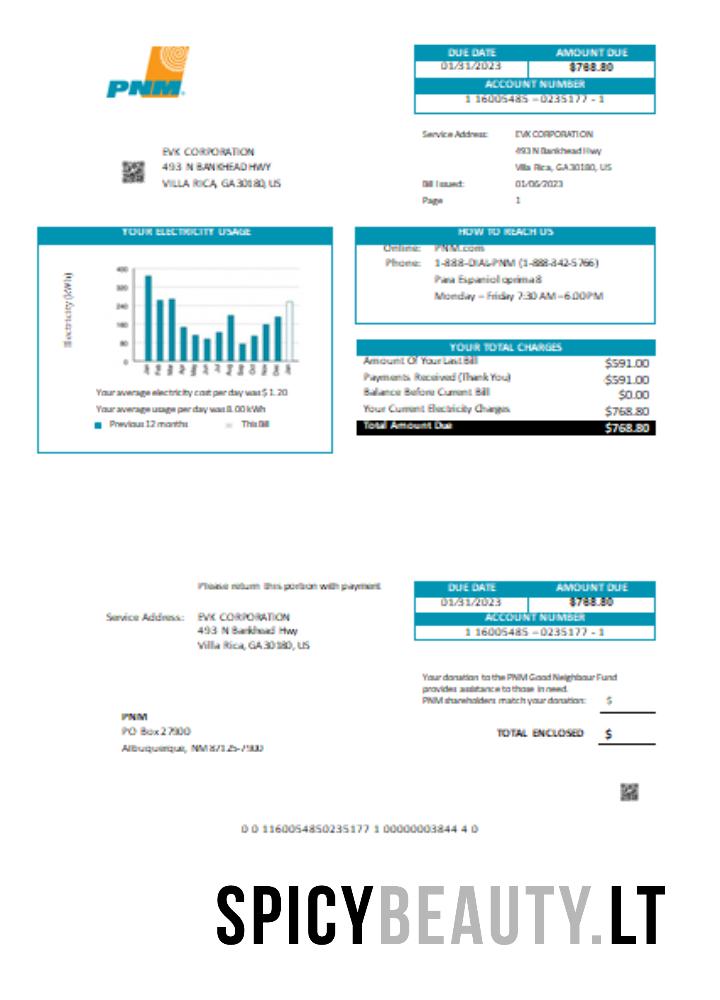 PNM
DUE DATE AMOUNT DUE
01/31/2023 $768.80
ACCOUNT NUMBER
1 16005485 – 0235177 - 1
Service Address: EVK CORPORATION
493 N Bankhead Hwy
Villa Rica, GA 30180, US
Bill Issued: 01/06/2023
Page 1
EVK CORPORATION
493 N BANKHEAD HWY
VILLA RICA, GA 30180, US
YOUR ELECTRICITY USAGE
Electricity (kWh)
400
320
240
160
80
0
Jan Feb Mar Apr May Jun Jul Aug Sep Oct Nov Dec Jan
Your average electricity cost per day was $ 1.20
Your average usage per day was 8.00 kWh
Previous 12 months This Bill
HOW TO REACH US
Online: PNM.com
Phone: 1-888-DIAL-PNM (1-888-342-5766)
Para Espaniol oprima 8
Monday – Friday 7:30 AM – 6:00PM
YOUR TOTAL CHARGES
Amount Of Your Last Bill $591.00
Payments Received (Thank You) -$591.00
Balance Before Current Bill $0.00
Your Current Electricity Charges $768.80
Total Amount Due $768.80
Please return this portion with payment
DUE DATE AMOUNT DUE
01/31/2023 $768.80
ACCOUNT NUMBER
1 16005485 – 0235177 - 1
Service Address: EVK CORPORATION
493 N Bankhead Hwy
Villa Rica, GA 30180, US
Your donation to the PNM Good Neighbour Fund
provides assistance to those in need.
PNM shareholders match your donation: $
PNM
PO Box 27900
Albuquerque, NM 87125-7900
TOTAL ENCLOSED $
0 0 1160054850235177 1 00000003844 4 0
SPICYBEAUTY.LT